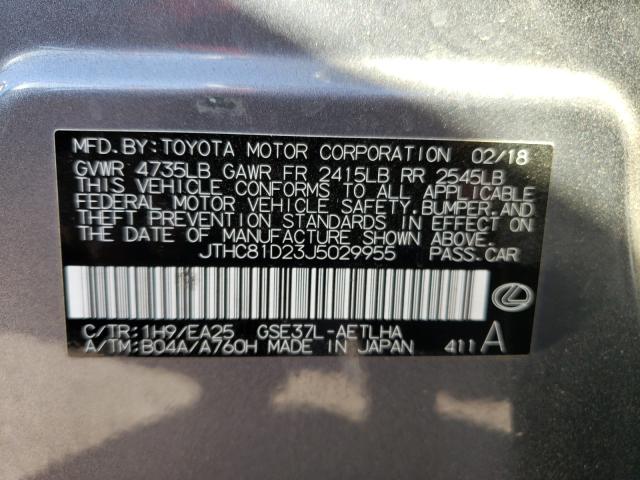 MFD.BY:TOYOTA MOTOR CORPORATION 02/18
GVWR 4735LB GAWR FR 2415LB RR 2545LB
THIS VEHICLE CONFORMS TO ALL APPLICABLE
FEDERAL MOTOR VEHICLE SAFETY, BUMPER, AND
THEFT PREVENTION STANDARDS IN EFFECT ON
THE DATE OF MANUFACTURE SHOWN ABOVE.
JTHC81D23J5029955 PASS.CAR
C/TR:1H9/EA25 GSE37L-AETLHA
A/TM:B04A/A760H MADE IN JAPAN 411 A